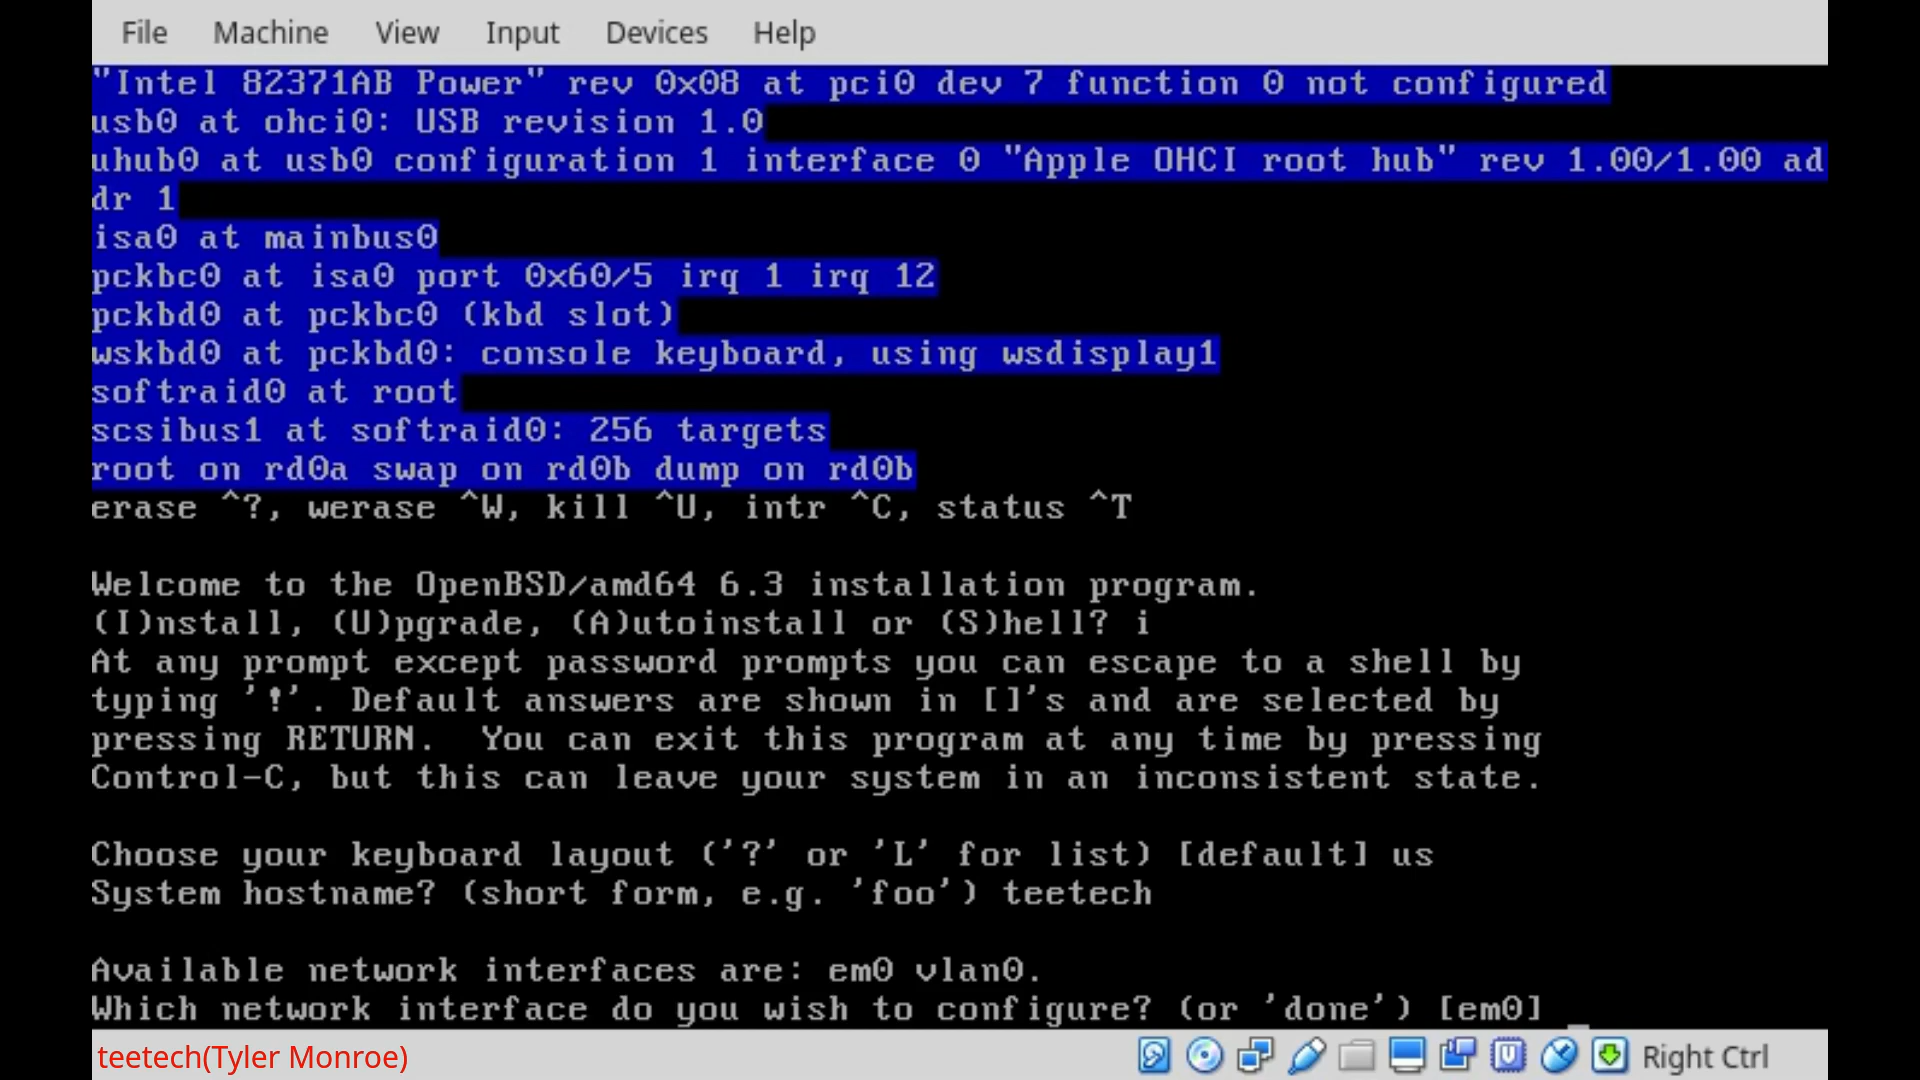 File Machine View Input Devices Help
"Intel 82371AB Power" rev 0x08 at pci0 dev 7 function 0 not configured
usb0 at ohci0: USB revision 1.0
uhub0 at usb0 configuration 1 interface 0 "Apple OHCI root hub" rev 1.00/1.00 ad
dr 1
isa0 at mainbus0
pckbc0 at isa0 port 0x60/5 irq 1 irq 12
pckbd0 at pckbc0 (kbd slot)
wskbd0 at pckbd0: console keyboard, using wsdisplay1
softraid0 at root
scsibus1 at softraid0: 256 targets
root on rd0a swap on rd0b dump on rd0b
erase ^?, werase ^W, kill ^U, intr ^C, status ^T
Welcome to the OpenBSD/amd64 6.3 installation program.
(I)nstall, (U)pgrade, (A)utoinstall or (S)hell? i
At any prompt except password prompts you can escape to a shell by
typing '!'. Default answers are shown in []'s and are selected by
pressing RETURN.  You can exit this program at any time by pressing
Control-C, but this can leave your system in an inconsistent state.
Choose your keyboard layout ('?' or 'L' for list) [default] us
System hostname? (short form, e.g. 'foo') teetech
Available network interfaces are: em0 vlan0.
Which network interface do you wish to configure? (or 'done') [em0]
teetech(Tyler Monroe)
Right Ctrl